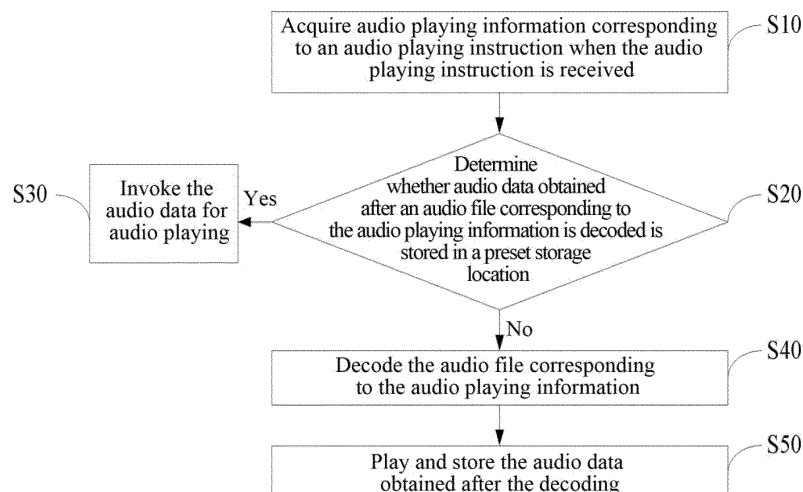 Acquire audio playing information corresponding
to an audio playing instruction when the audio
playing instruction is received
S10
Determine
whether audio data obtained
after an audio file corresponding to
the audio playing information is decoded is
stored in a preset storage
location
S20
Yes
S30
Invoke the
audio data for
audio playing
No
Decode the audio file corresponding
to the audio playing information
S40
Play and store the audio data
obtained after the decoding
S50